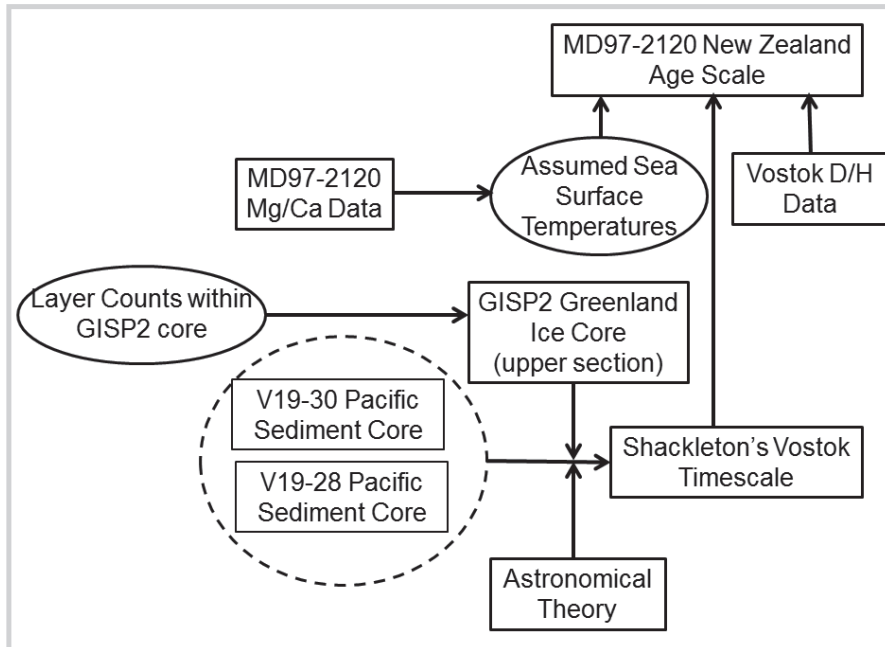 MD97-2120 New Zealand
Age Scale
MD97-2120
Mg/Ca Data
Assumed Sea
Surface
Temperatures
Vostok D/H
Data
Layer Counts within
GISP2 core
GISP2 Greenland
Ice Core
(upper section)
V19-30 Pacific
Sediment Core
V19-28 Pacific
Sediment Core
Shackleton's Vostok
Timescale
Astronomical
Theory